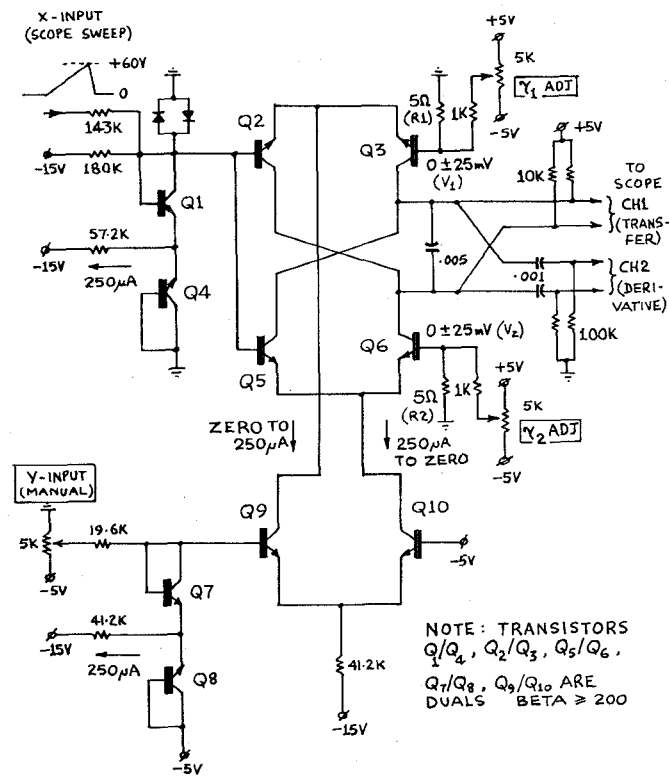 X-INPUT
(SCOPE SWEEP)
+60V
0
143K
-15V
180K
Q1
57.2K
-15V
250μA
Q4
Q2
Q3
5Ω
(R1)
1K
+5V
5K
γ1 ADJ
-5V
0 ± 25mV
(V1)
+5V
10K
TO
SCOPE
CH1
(TRANS-
FER)
.005
.001
CH2
(DERI-
VATIVE)
100K
Q5
Q6
0 ± 25mV (V2)
5Ω
(R2)
1K
+5V
5K
γ2 ADJ
-5V
ZERO TO
250μA
250μA
TO ZERO
Y-INPUT
(MANUAL)
5K
19.6K
-5V
Q7
41.2K
-15V
250μA
Q8
-5V
Q9
Q10
-5V
41.2K
-15V
NOTE: TRANSISTORS
Q1/Q4, Q2/Q3, Q5/Q6,
Q7/Q8, Q9/Q10 ARE
DUALS BETA ≥ 200